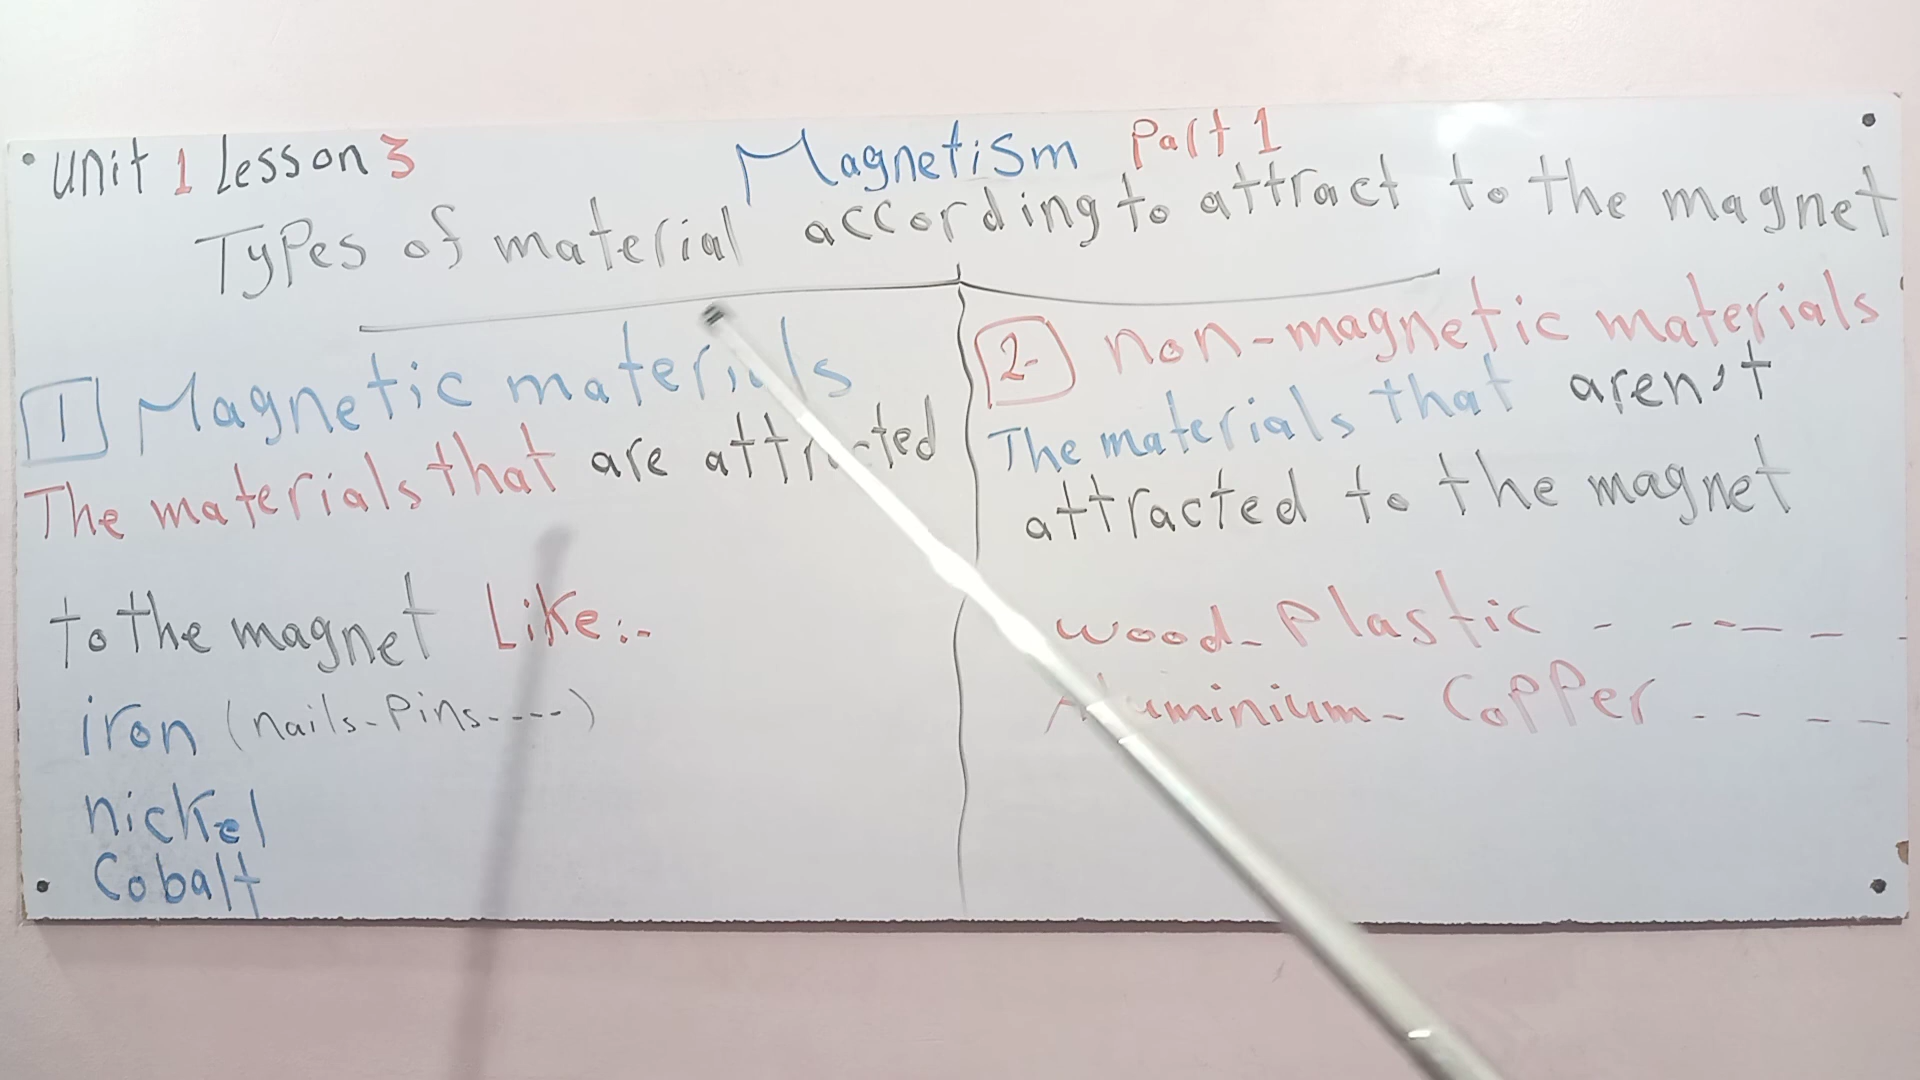 Unit 1 Lesson 3
Magnetism Part 1
Types of material according to attract to the magnet
1 Magnetic materials
The materials that are attracted
to the magnet Like:-
iron (nails-Pins----)
nickel
Cobalt
2- non-magnetic materials
The materials that aren't
attracted to the magnet
wood-Plastic - - - - - -
Aluminium-Copper - - - -